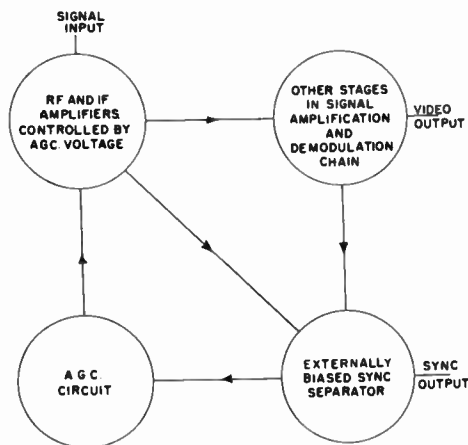 SIGNAL
INPUT
RF AND IF
AMPLIFIERS
CONTROLLED BY
A.G.C. VOLTAGE
OTHER STAGES
IN SIGNAL
AMPLIFICATION
AND
DEMODULATION
CHAIN
VIDEO
OUTPUT
A.G.C.
CIRCUIT
EXTERNALLY
BIASED SYNC
SEPARATOR
SYNC
OUTPUT